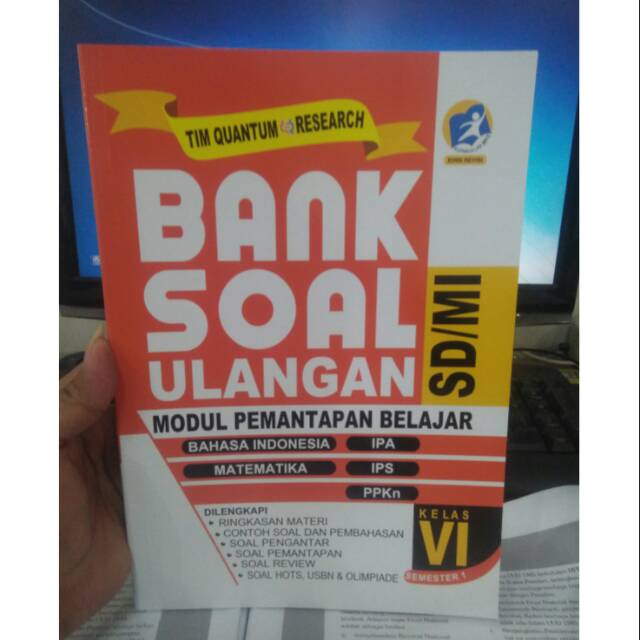 TIM QUANTUM RESEARCH
EDISI REVISI
BANK
SOAL
ULANGAN
SD/MI
MODUL PEMANTAPAN BELAJAR
BAHASA INDONESIA IPA
MATEMATIKA IPS
PPKn
DILENGKAPI
• RINGKASAN MATERI
• CONTOH SOAL DAN PEMBAHASAN
• SOAL PENGANTAR
• SOAL PEMANTAPAN
• SOAL REVIEW
• SOAL HOTS, USBN & OLIMPIADE
KELAS
VI
SEMESTER 1